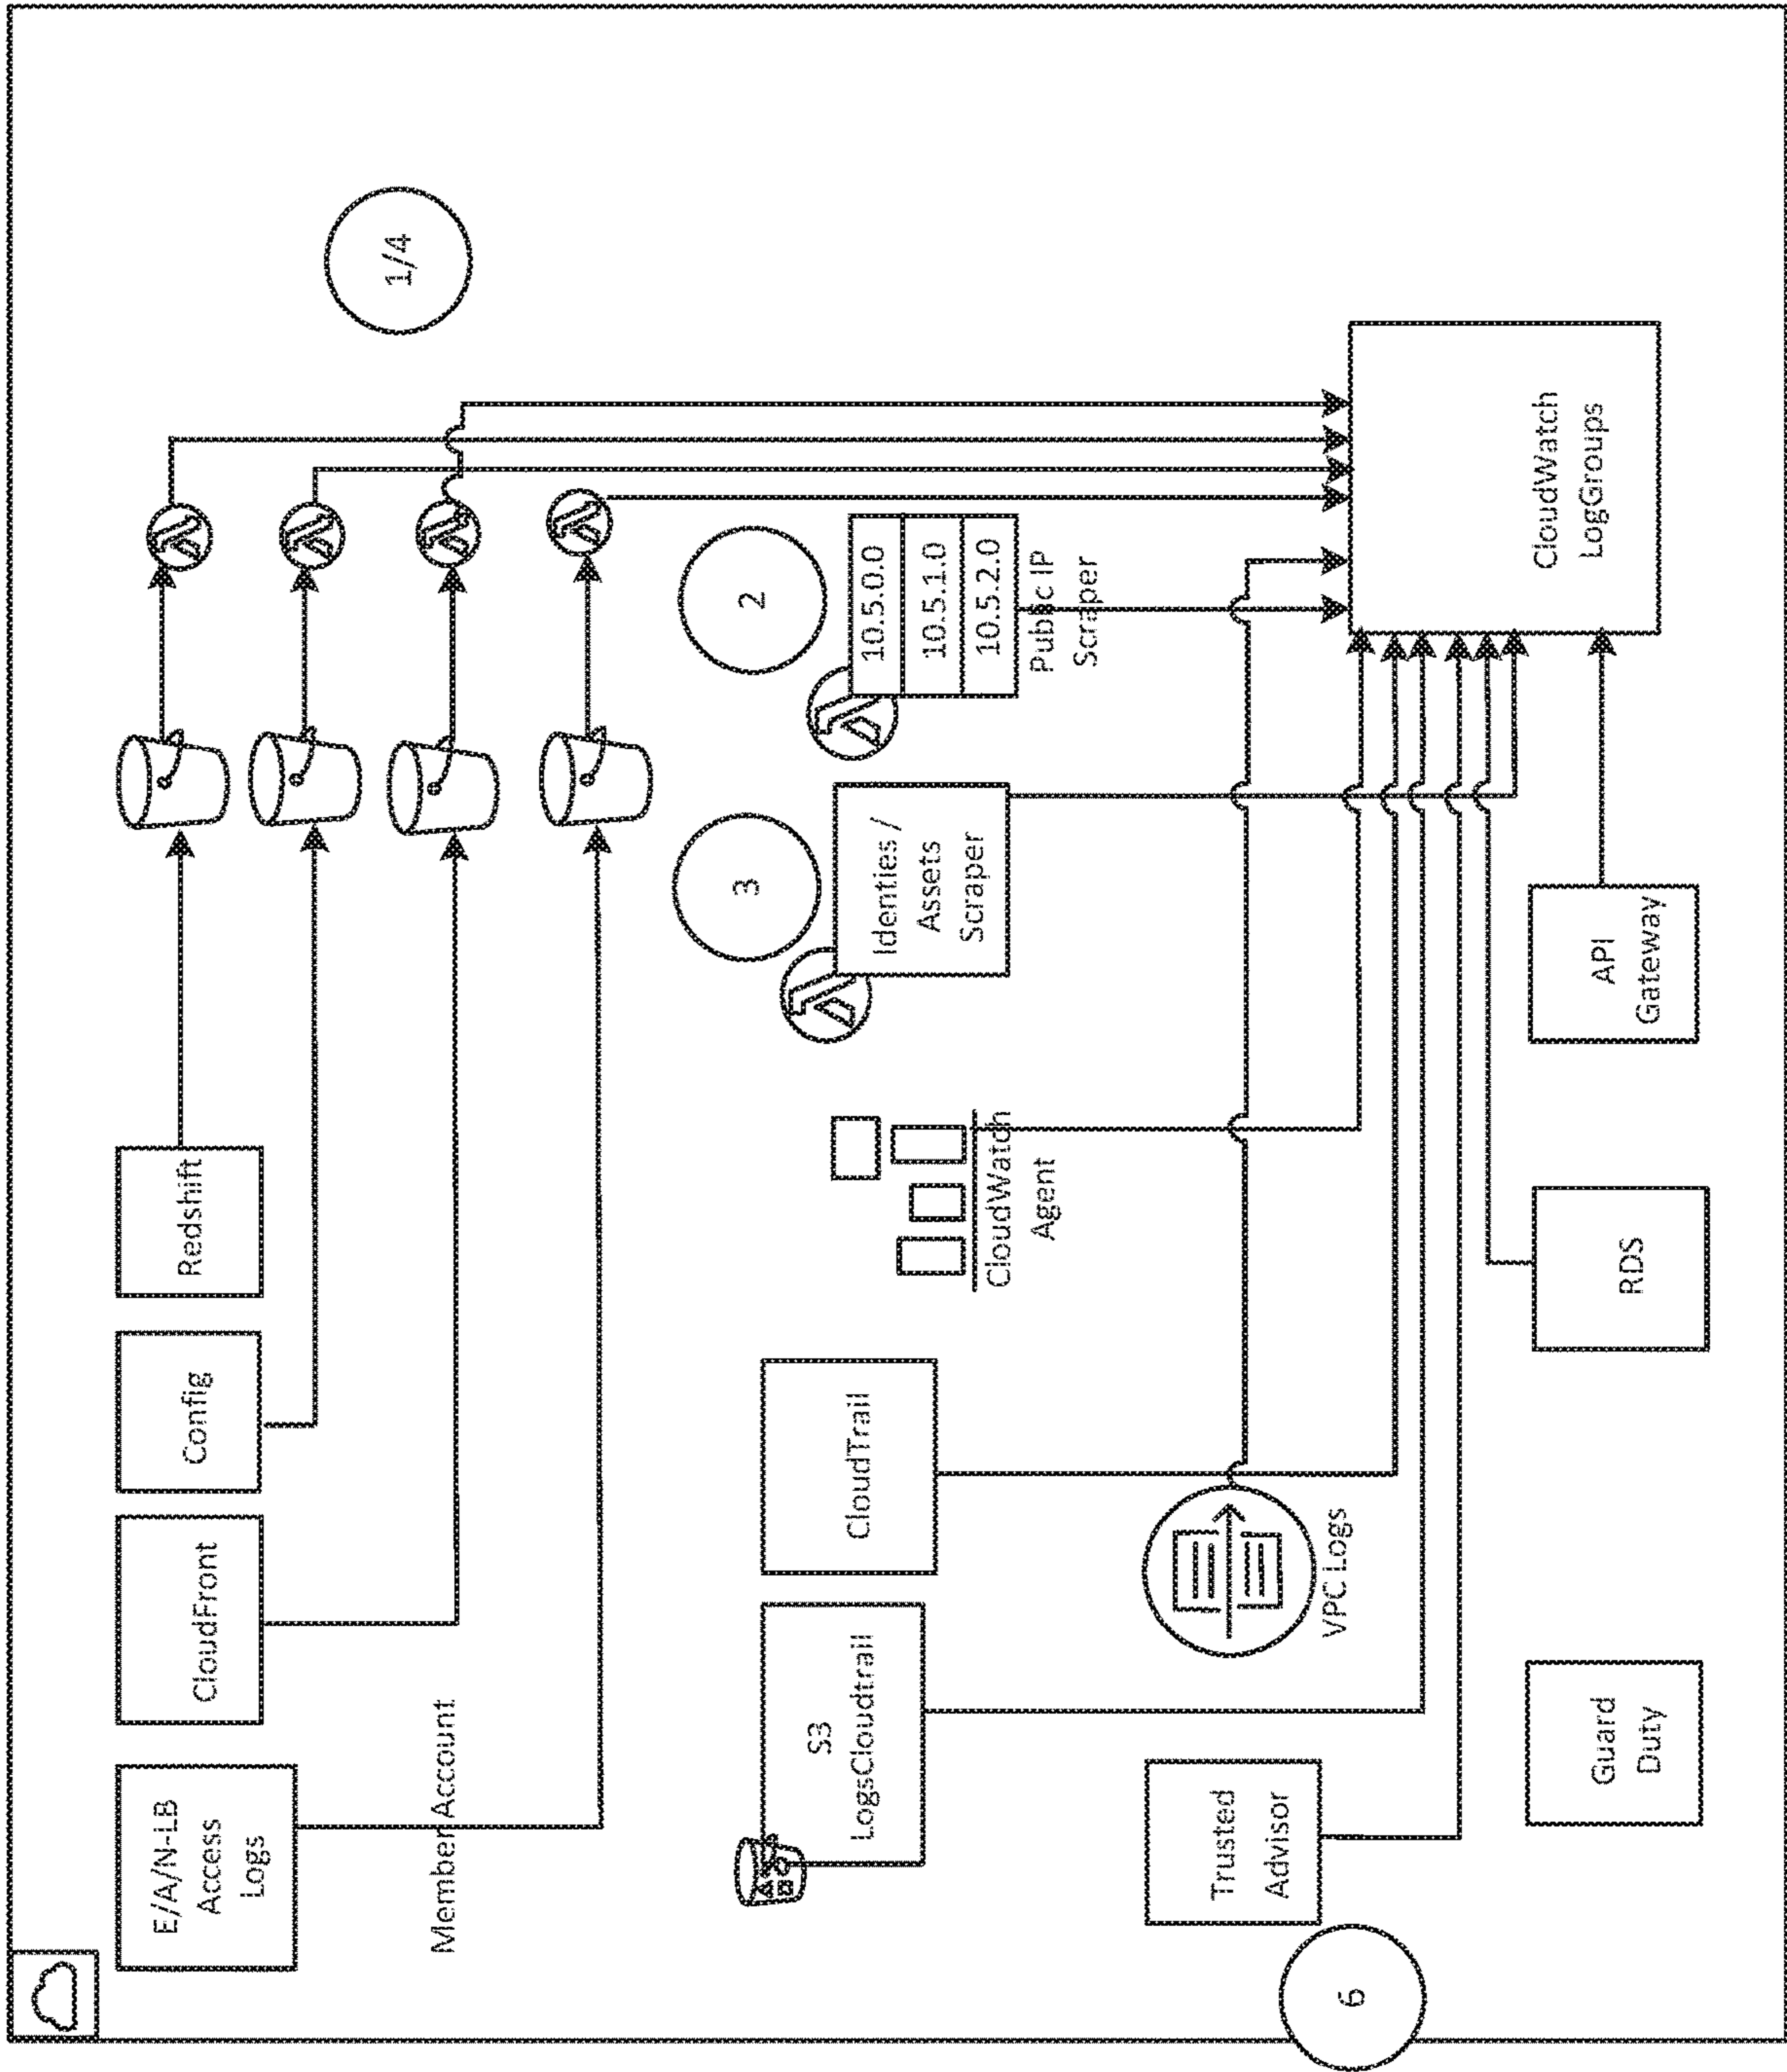 E/A/N-LB
Access
Logs
CloudFront
Config
Redshift
1/4
Member Account
S3
LogsCloudtrail
CloudTrail
CloudWatch
Agent
3
Identies /
Assets
Scraper
2
10.5.0.0
10.5.1.0
10.5.2.0
Public IP
Scraper
6
Trusted
Advisor
VPC Logs
Guard
Duty
RDS
API
Gateway
CloudWatch
LogGroups